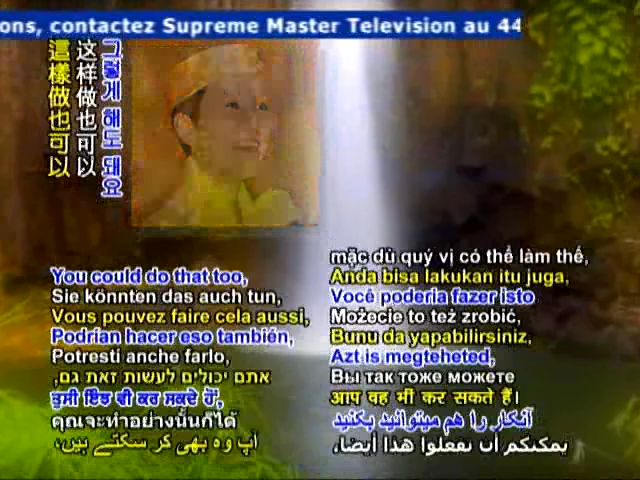 ons, contactez Supreme Master Television au 44
그렇게 해도 돼요
这样做也可以
這樣做也可以
You could do that too,
Sie könnten das auch tun,
Vous pouvez faire cela aussi,
Podrían hacer eso también,
Potresti anche farlo,
אתם יכולים לעשות זאת גם,
ਤੁਸੀ ਇੰਝ ਵੀ ਕਰ ਸਕਦੇ ਹੋਂ,
คุณจะทำอย่างนั้นก็ได้
آپ وہ بھی کر سکتے ہیں،
mặc dù quý vị có thể làm thế,
Anda bisa lakukan itu juga,
Você poderia fazer isto
Możecie to też zrobić,
Bunu da yapabilirsiniz,
Azt is megteheted,
Вы так тоже можете
आप वह भी कर सकते हैं।
آنکار را هم میتوانید بکنید
يمكنكم أن تفعلوا هذا أيضا،